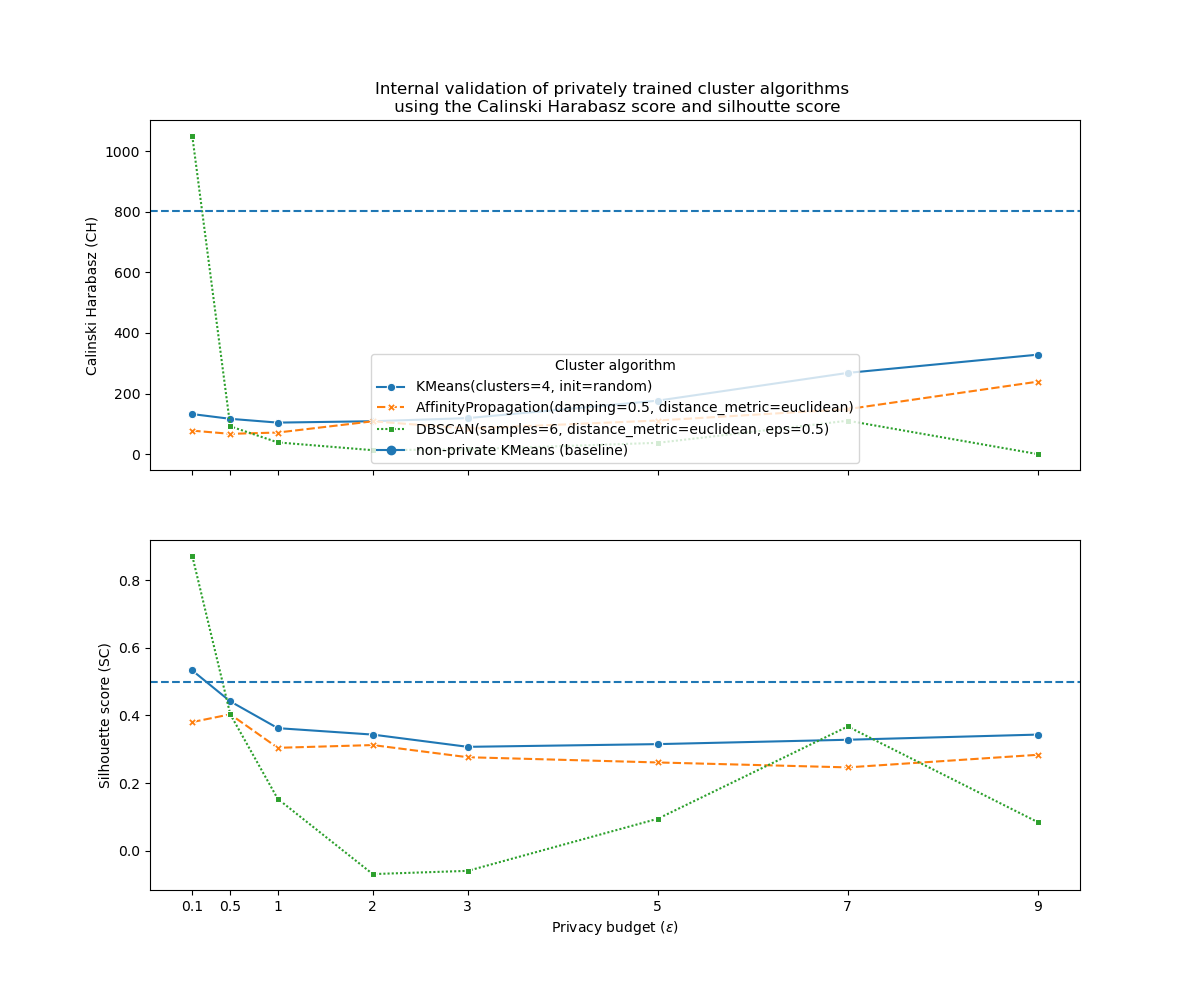 Internal validation of privately trained cluster algorithms
using the Calinski Harabasz score and silhoutte score
1000
800
600
400
200
0
Calinski Harabasz (CH)
Cluster algorithm
KMeans(clusters=4, init=random)
AffinityPropagation(damping=0.5, distance_metric=euclidean)
DBSCAN(samples=6, distance_metric=euclidean, eps=0.5)
non-private KMeans (baseline)
0.8
0.6
0.4
0.2
0.0
Silhouette score (SC)
0.1 0.5 1 2 3 5 7 9
Privacy budget (ε)